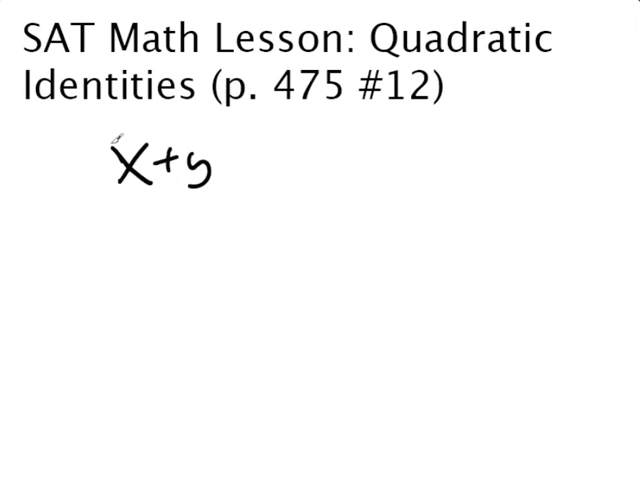 SAT Math Lesson: Quadratic
Identities (p. 475 #12)
x+y